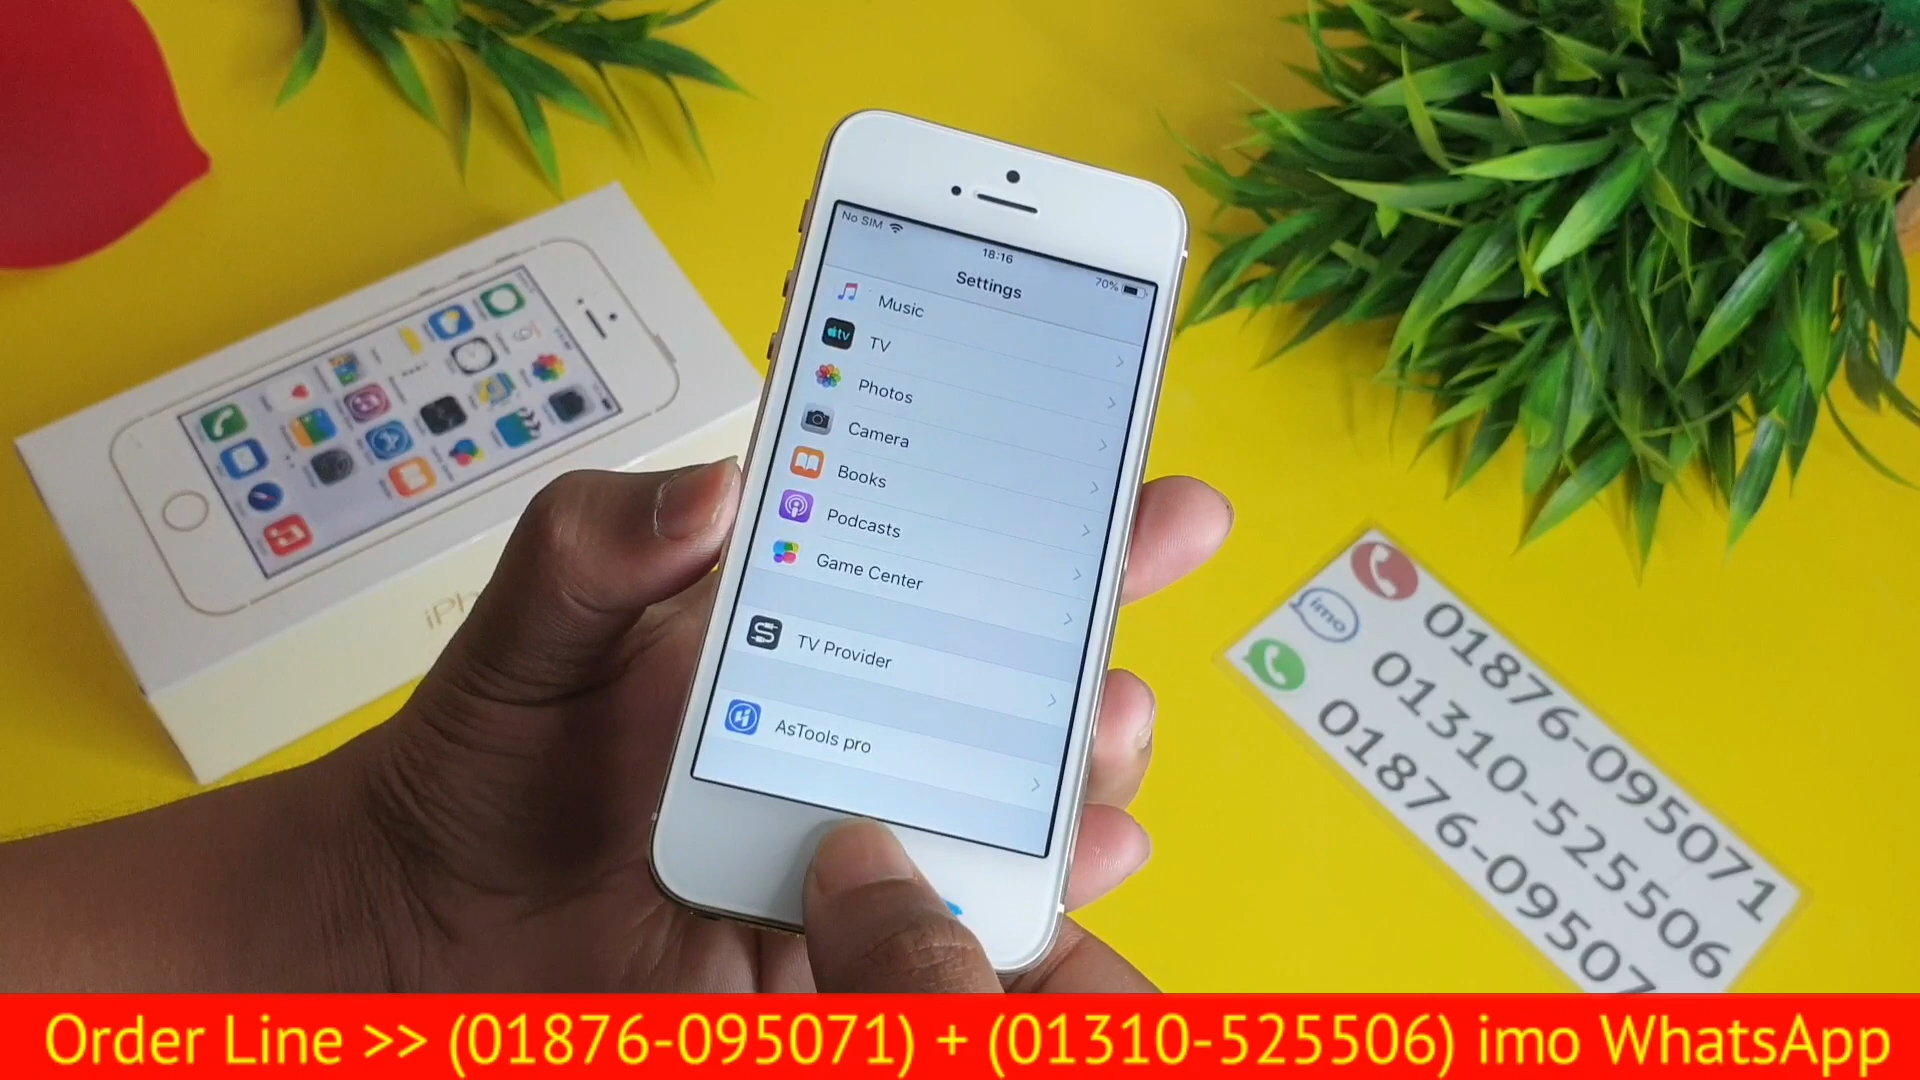 No SIM
18:16
70%
Settings
Music
TV
Photos
Camera
Books
Podcasts
Game Center
TV Provider
AsTools pro
01876-095071
imo
01310-525506
01876-09507
Order Line >> (01876-095071) + (01310-525506) imo WhatsApp